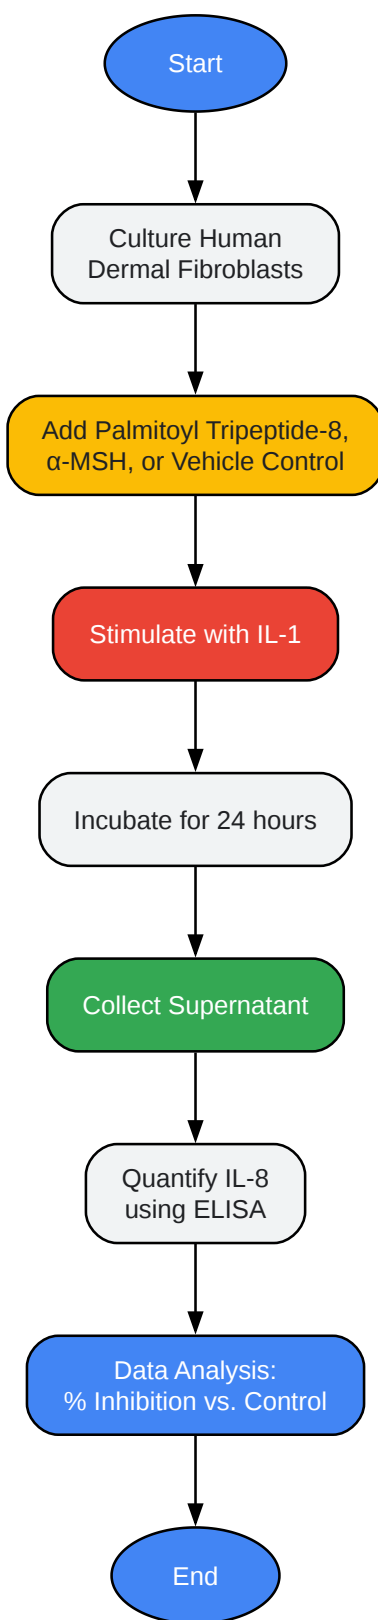 Start
Culture Human
Dermal Fibroblasts
Add Palmitoyl Tripeptide-8,
α-MSH, or Vehicle Control
Stimulate with IL-1
Incubate for 24 hours
Collect Supernatant
Quantify IL-8
using ELISA
Data Analysis:
% Inhibition vs. Control
End